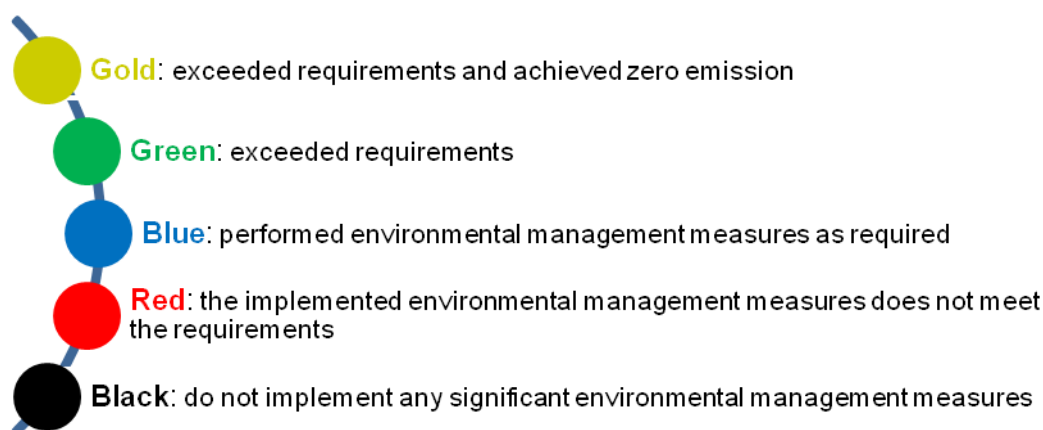 Gold: exceeded requirements and achieved zero emission
Green: exceeded requirements
Blue: performed environmental management measures as required
Red: the implemented environmental management measures does not meet
the requirements
Black: do not implement any significant environmental management measures